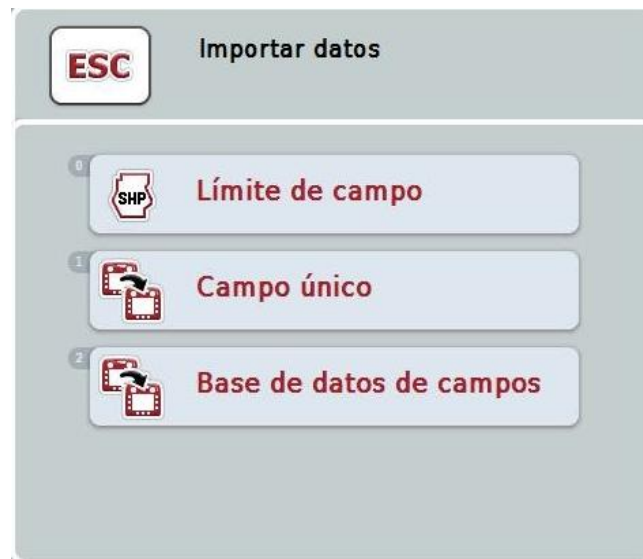 ESC
Importar datos
0
SHP
Límite de campo
1
Campo único
2
Base de datos de campos